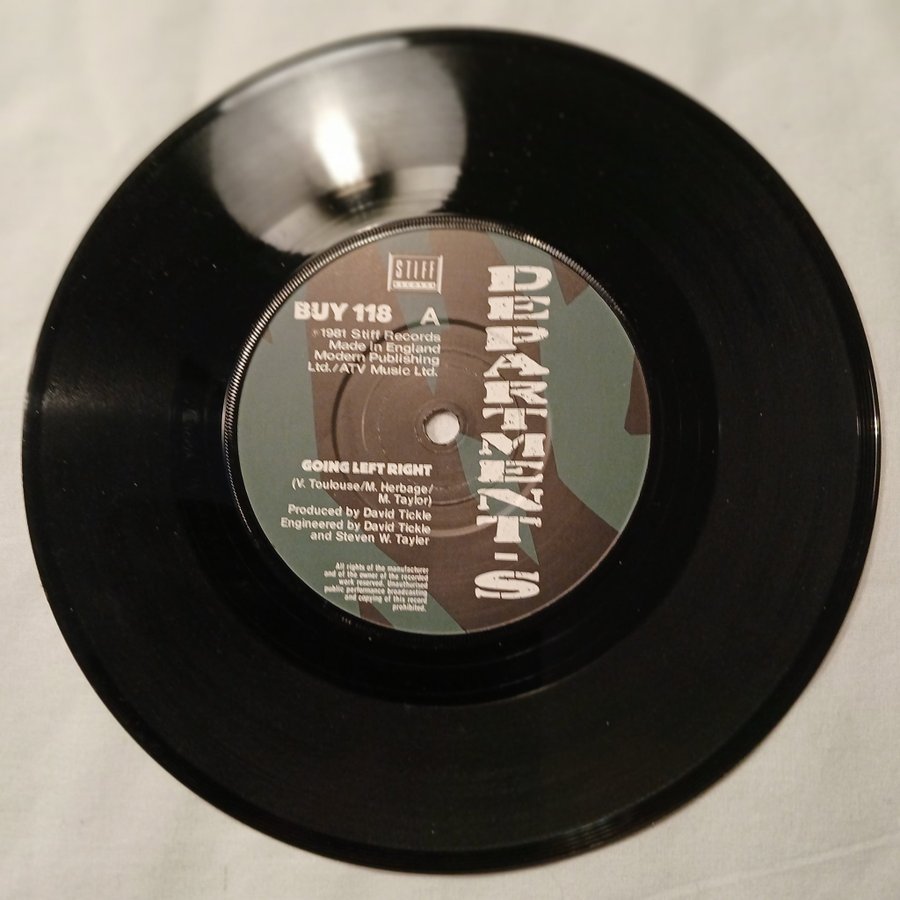 STIFF
RECORDS
BUY 118 A
℗1981 Stiff Records
Made in England
Modern Publishing
Ltd./ATV Music Ltd.
DEPARTMENT-S
GOING LEFT RIGHT
(V. Toulouse/M. Herbage/
M. Taylor)
Produced by David Tickle
Engineered by David Tickle
and Steven W. Taylor
All rights of the manufacturer
and of the owner of the recorded
work reserved. Unauthorised
public performance broadcasting
and copying of this record
prohibited.